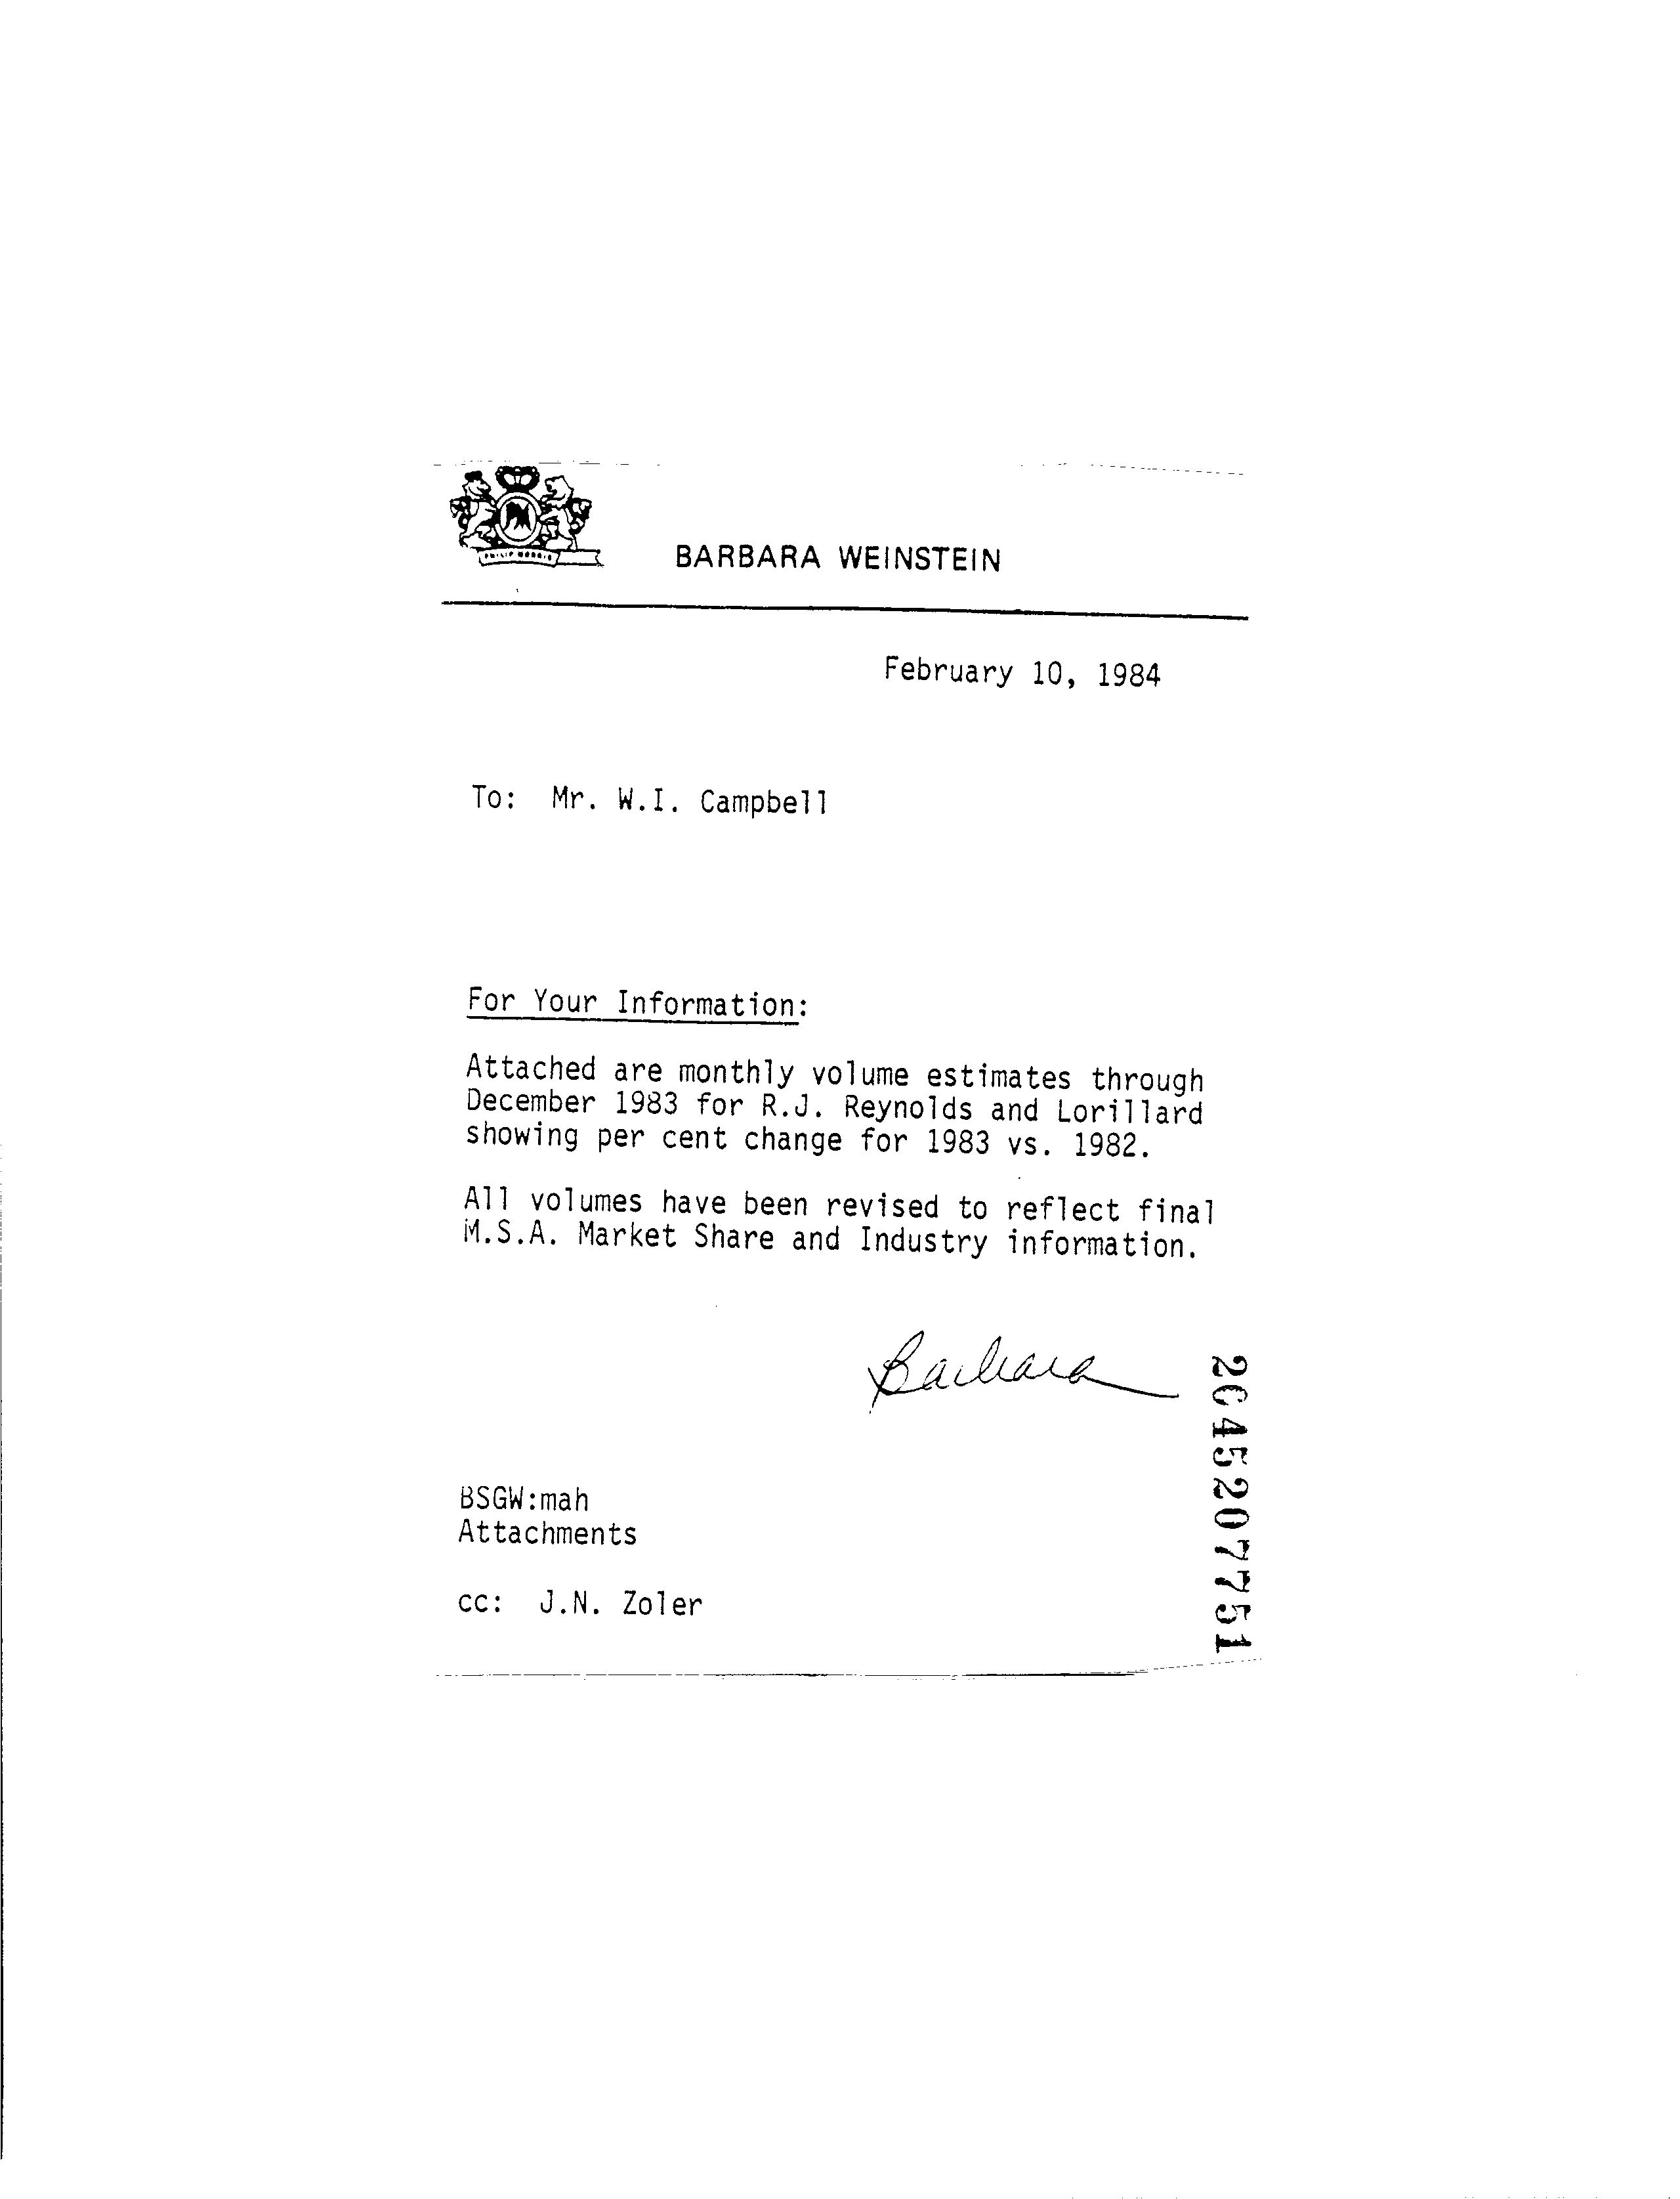 PHILIP MORRIS
BARBARA WEINSTEIN
February 10, 1984
To: Mr. W.I. Campbell
For Your Information:
Attached are monthly volume estimates through
December 1983 for R.J. Reynolds and Lorillard
showing per cent change for 1983 vs. 1982.
All volumes have been revised to reflect final
M.S.A. Market Share and Industry information.
Barbara
BSGW:mah
Attachments
cc: J.N. Zoler
2045207751